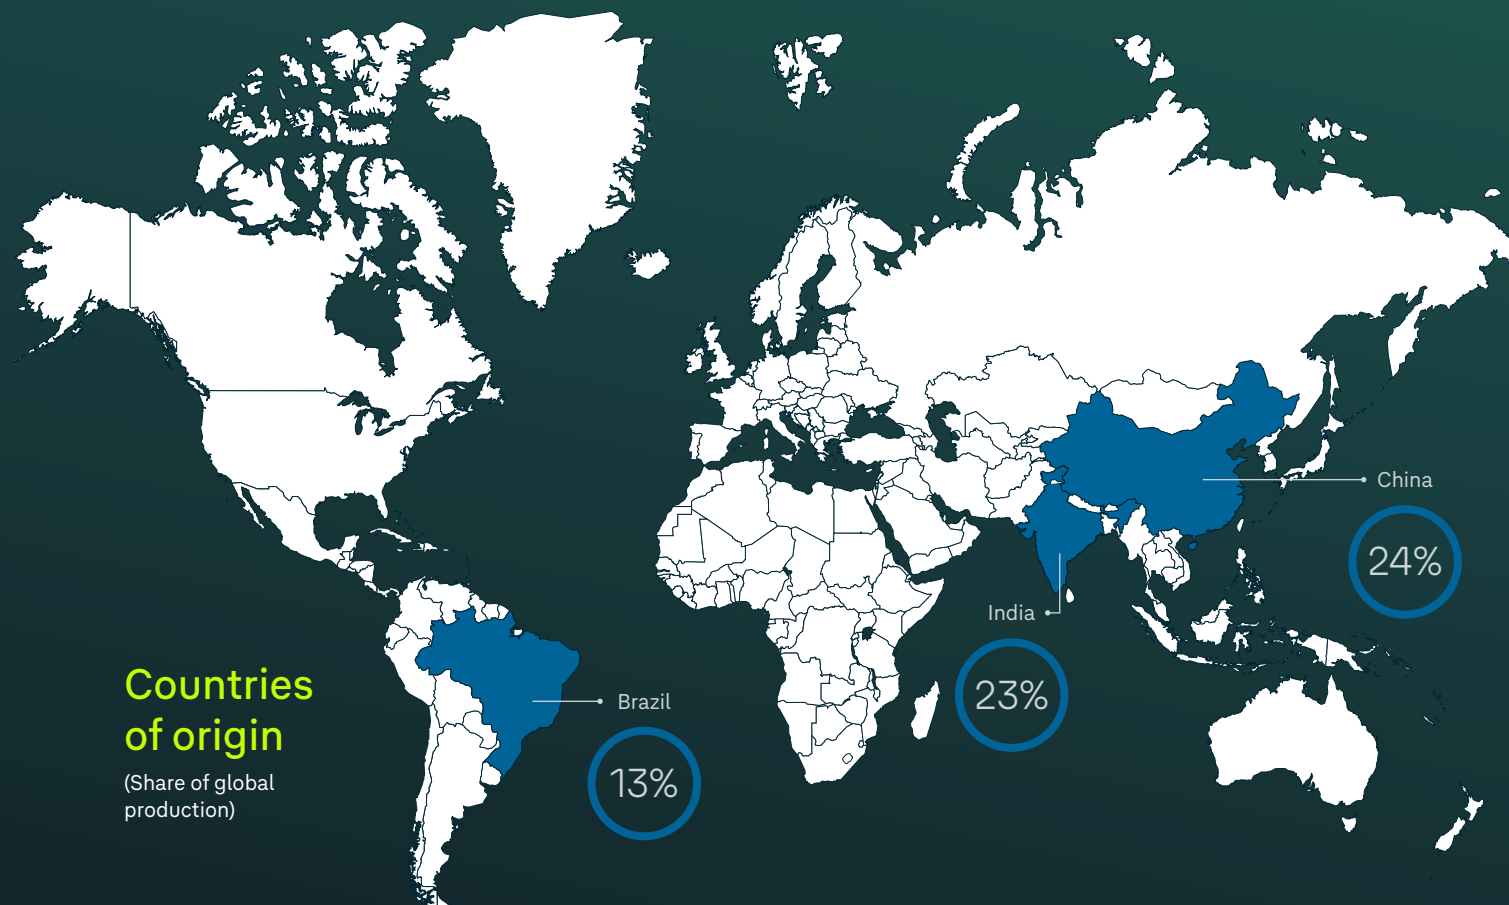 China
24%
India
23%
Countries
of origin
(Share of global
production)
Brazil
13%